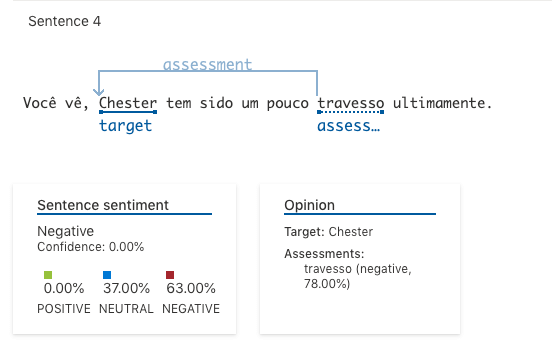 Sentence 4
assessment
Você vê, Chester tem sido um pouco travesso ultimamente.
target assess…
Sentence sentiment
Negative
Confidence: 0.00%
0.00% 37.00% 63.00%
POSITIVE NEUTRAL NEGATIVE
Opinion
Target: Chester
Assessments:
travesso (negative,
78.00%)